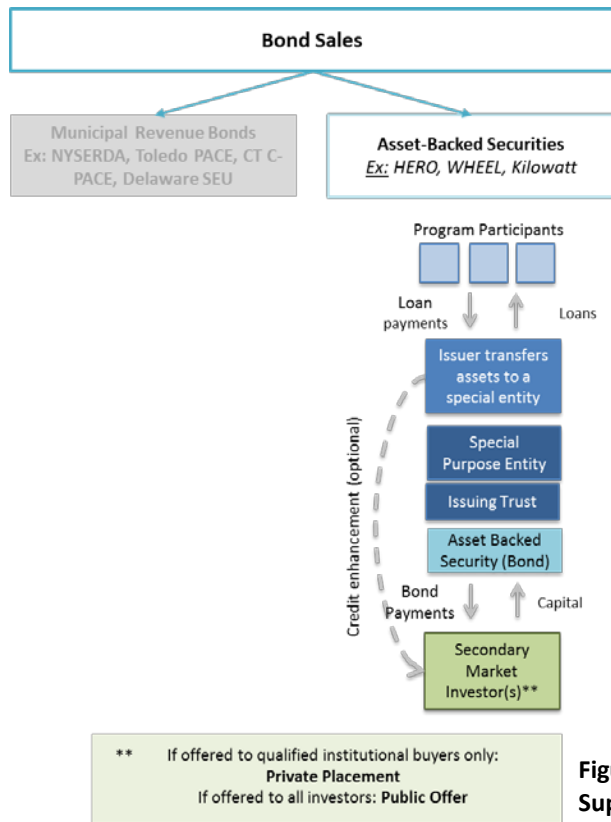 Bond Sales
Municipal Revenue Bonds
Ex: NYSERDA, Toledo PACE, CT C-
PACE, Delaware SEU
Asset-Backed Securities
Ex: HERO, WHEEL, Kilowatt
Program Participants
Loan
payments
Loans
Issuer transfers
assets to a
special entity
Credit enhancement (optional)
Special
Purpose Entity
Issuing Trust
Asset Backed
Security (Bond)
Bond
Payments
Capital
Secondary
Market
Investor(s)**
** If offered to qualified institutional buyers only:
Private Placement
If offered to all investors: Public Offer